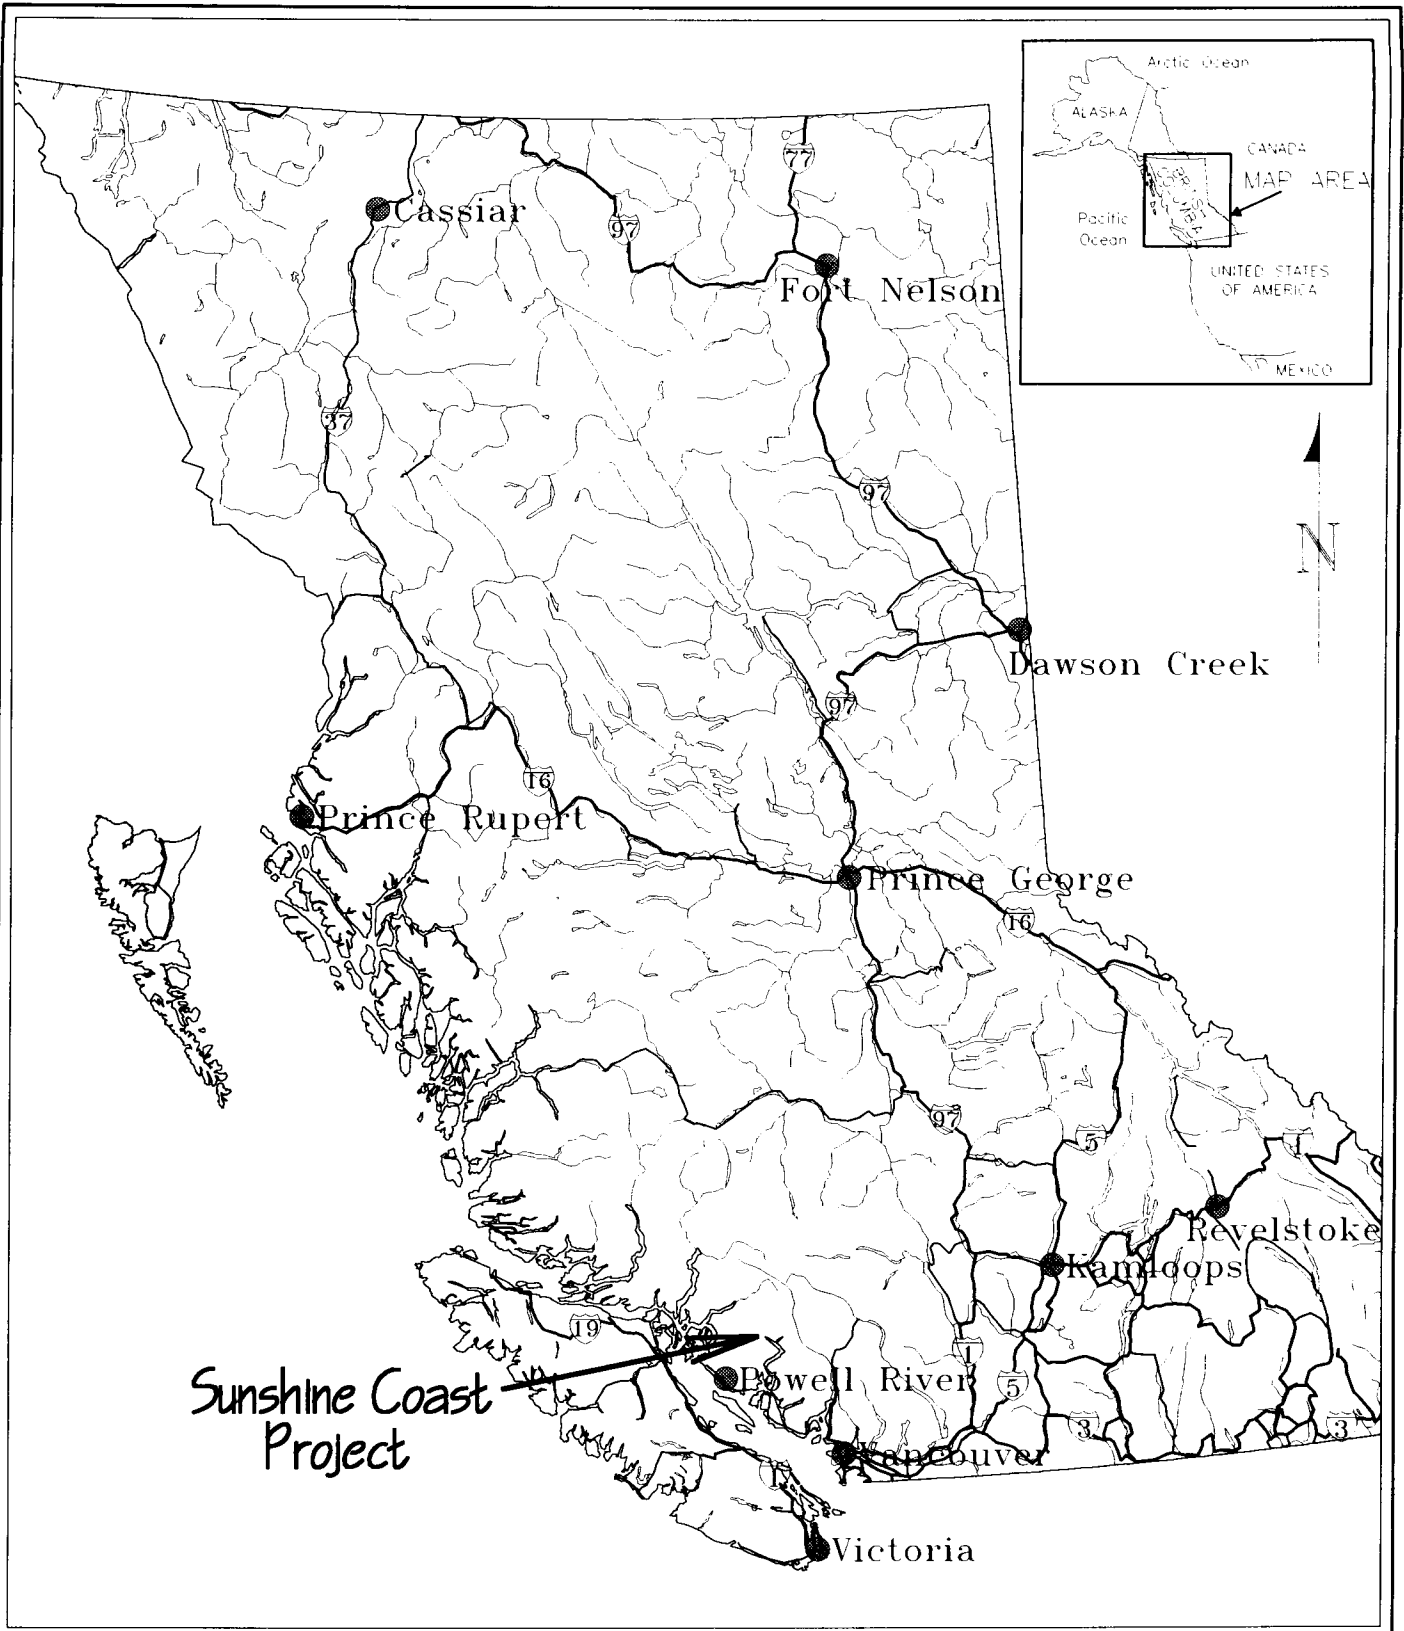 Arctic Ocean
ALASKA
CANADA
MAP AREA
Pacific
Ocean
UNITED STATES
OF AMERICA
MEXICO
77
Cassiar
97
Fort Nelson
37
97
N
Dawson Creek
97
16
Prince Rupert
Prince George
16
97
5
1
Revelstoke
Kamloops
19
1
Sunshine Coast
Project
Powell River
5
3
3
Vancouver
1
Victoria